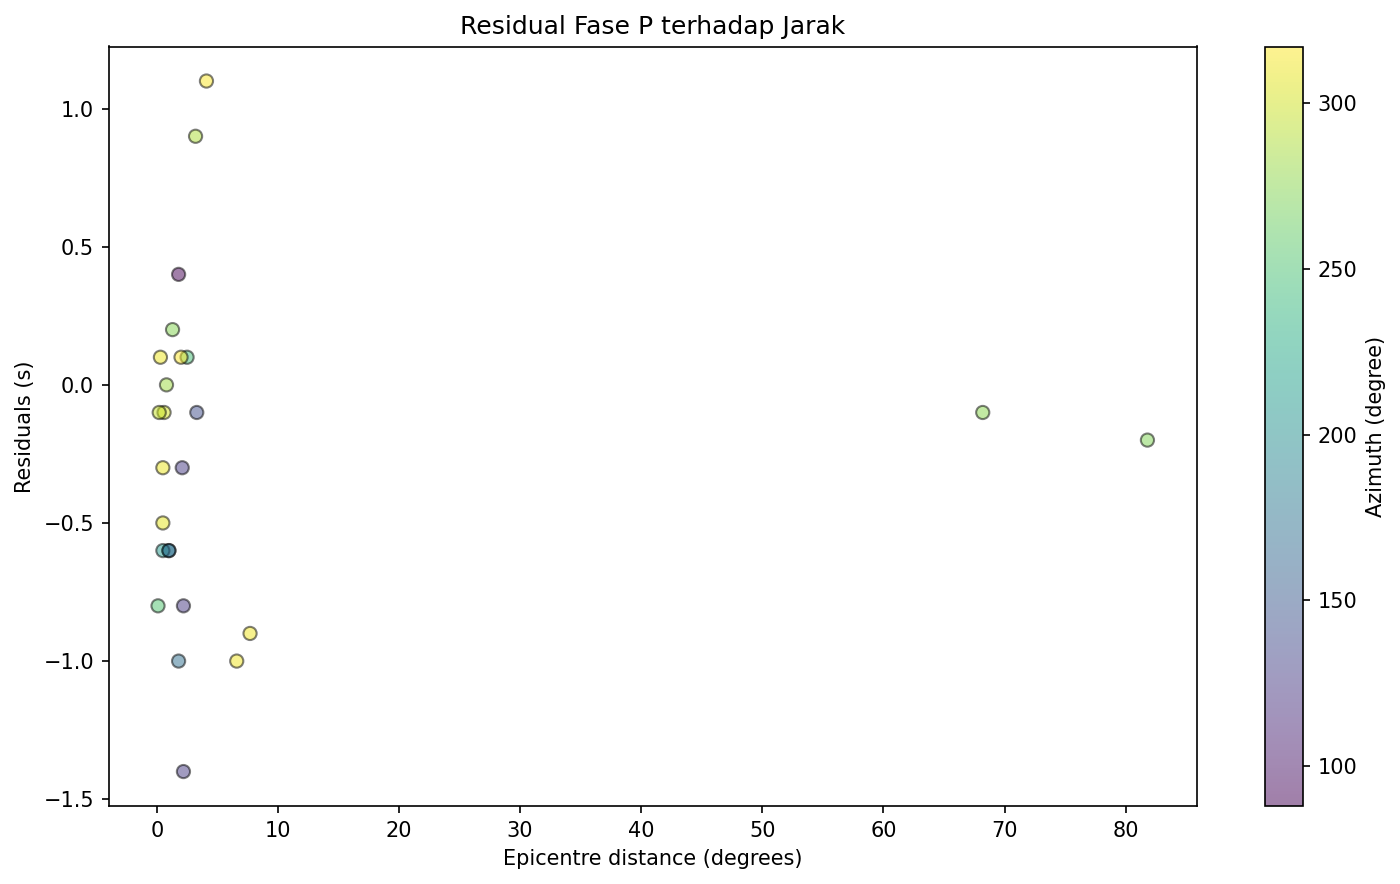 Residual Fase P terhadap Jarak
1.0
0.5
0.0
−0.5
−1.0
−1.5
Residuals (s)
0 10 20 30 40 50 60 70 80
Epicentre distance (degrees)
300
250
200
150
100
Azimuth (degree)